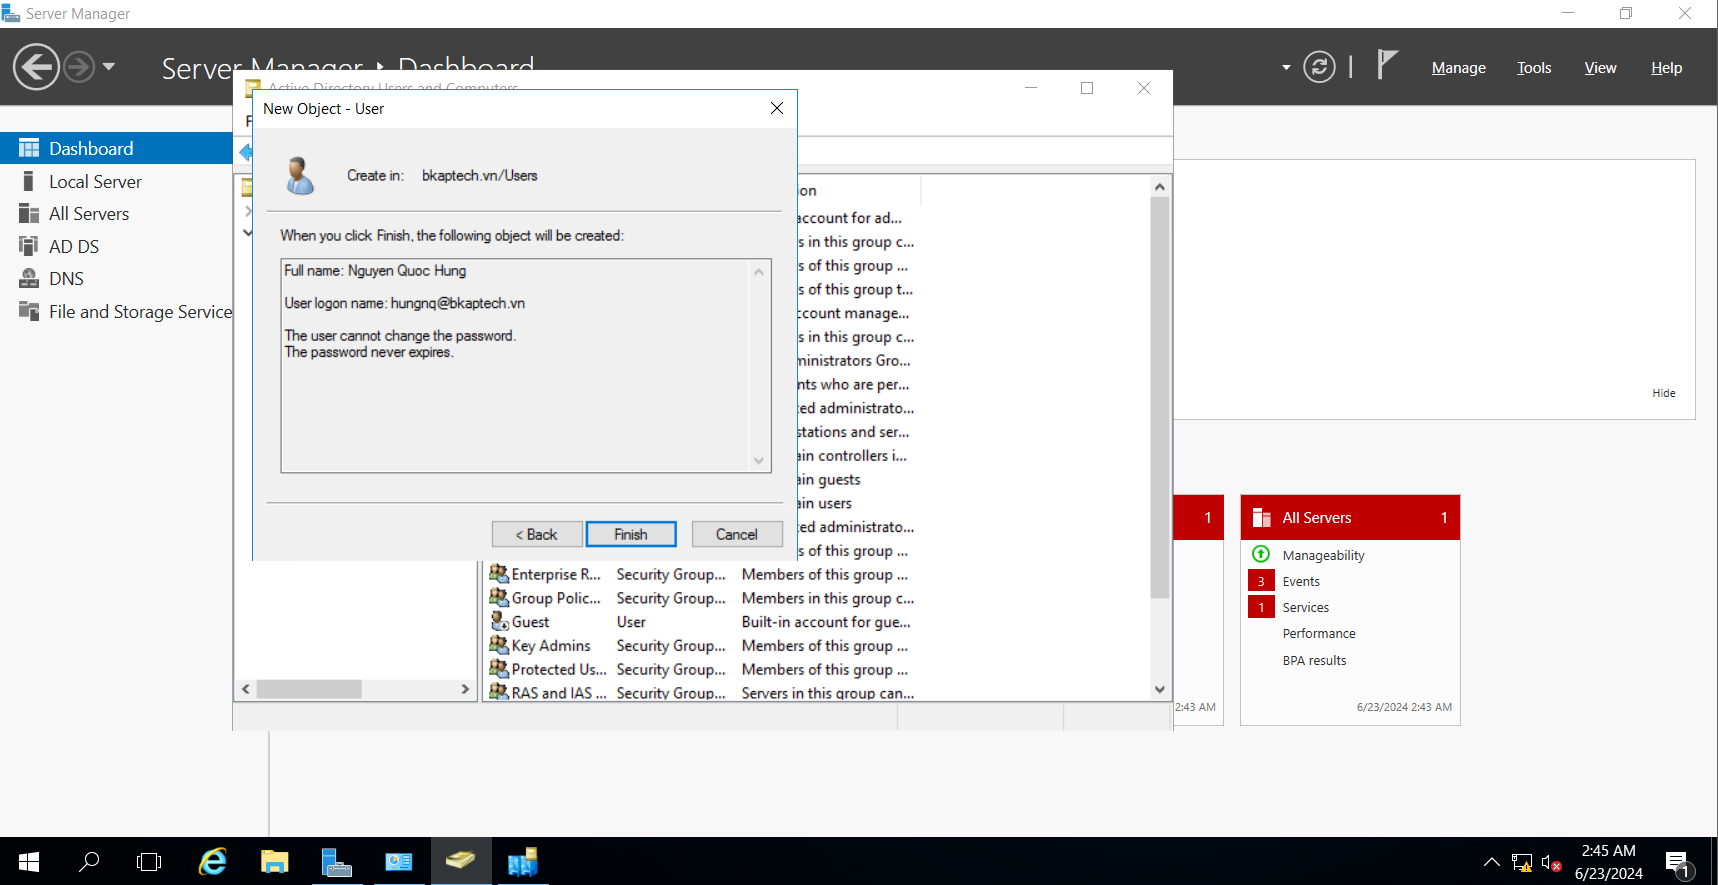 Server Manager
Server Manager ‣ Dashboard
Manage
Tools
View
Help
Dashboard
Local Server
All Servers
AD DS
DNS
File and Storage Service
Active Directory Users and Computers
New Object - User
Create in:
bkaptech.vn/Users
When you click Finish, the following object will be created:
Full name: Nguyen Quoc Hung
User logon name: hungnq@bkaptech.vn
The user cannot change the password.
The password never expires.
< Back
Finish
Cancel
ion
account for ad...
s in this group c...
s of this group ...
s of this group t...
ccount manage...
s in this group c...
ministrators Gro...
nts who are per...
ted administrato...
stations and ser...
ain controllers i...
ain guests
ain users
ted administrato...
s of this group ...
Enterprise R... Security Group... Members of this group ...
Group Polic... Security Group... Members in this group c...
Guest User Built-in account for gue...
Key Admins Security Group... Members of this group ...
Protected Us... Security Group... Members of this group ...
RAS and IAS ... Security Group... Servers in this group can...
Hide
1
2:43 AM
All Servers 1
Manageability
3 Events
1 Services
Performance
BPA results
6/23/2024 2:43 AM
2:45 AM
6/23/2024
1